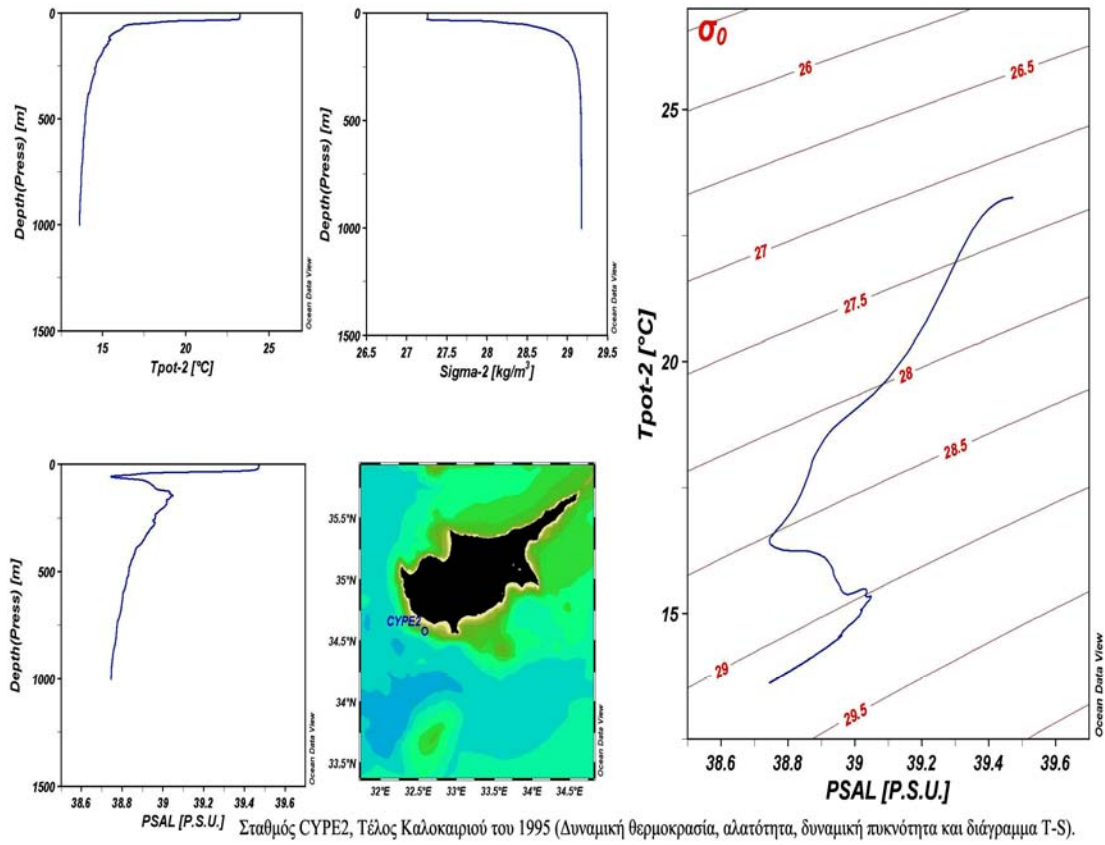 0
500
1000
1500
Depth(Press) [m]
15
20
25
Tpot-2 [°C]
Ocean Data View
0
500
1000
1500
Depth(Press) [m]
26.5
27
27.5
28
28.5
29
29.5
Sigma-2 [kg/m³]
Ocean Data View
0
500
1000
1500
Depth(Press) [m]
38.6
38.8
39
39.2
39.4
39.6
PSAL [P.S.U.]
Ocean Data View
35.5°N
35°N
34.5°N
34°N
33.5°N
CYPE2
32°E
32.5°E
33°E
33.5°E
34°E
34.5°E
σ0
26
26.5
27
27.5
28
28.5
29
29.5
25
20
15
Tpot-2 [°C]
38.6
38.8
39
39.2
39.4
39.6
PSAL [P.S.U.]
Ocean Data View
Σταθμός CYPE2, Τέλος Καλοκαιριού του 1995 (Δυναμική θερμοκρασία, αλατότητα, δυναμική πυκνότητα και διάγραμμα T-S).